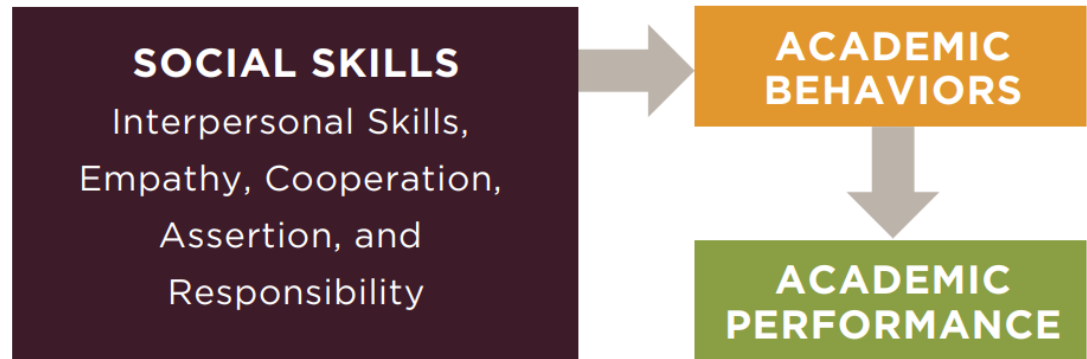 SOCIAL SKILLS
Interpersonal Skills,
Empathy, Cooperation,
Assertion, and
Responsibility
ACADEMIC
BEHAVIORS
ACADEMIC
PERFORMANCE